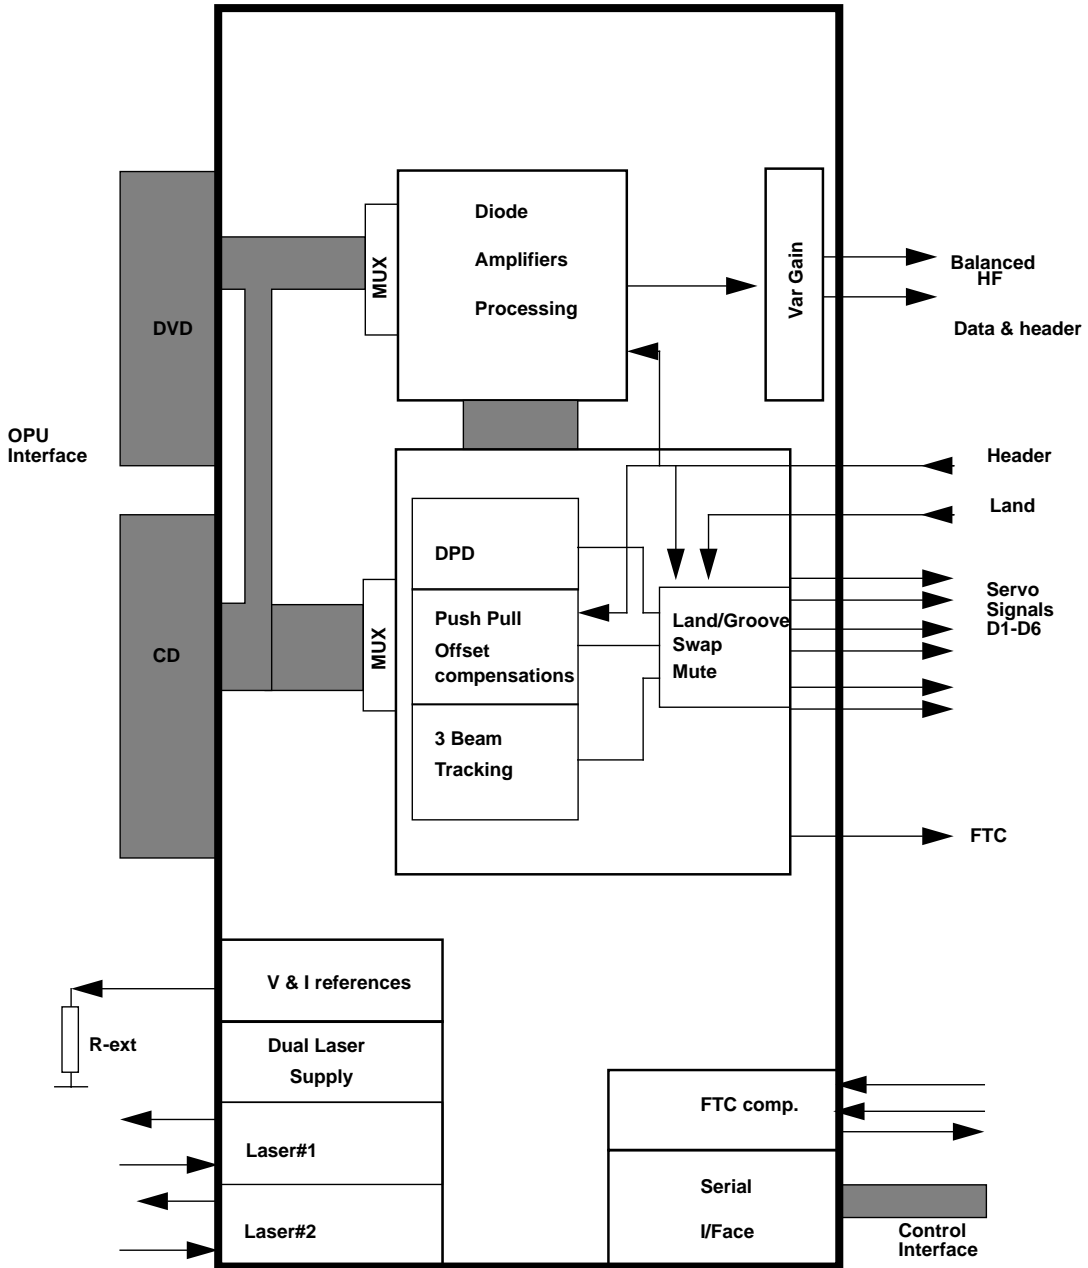 Diode
Amplifiers
Processing
MUX
Var Gain
Balanced
HF
Data & header
DVD
OPU
Interface
Header
Land
DPD
Push Pull
Offset
compensations
3 Beam
Tracking
MUX
Land/Groove
Swap
Mute
Servo
Signals
D1-D6
CD
FTC
V & I references
R-ext
Dual Laser
Supply
Laser#1
Laser#2
FTC comp.
Serial
I/Face
Control
Interface